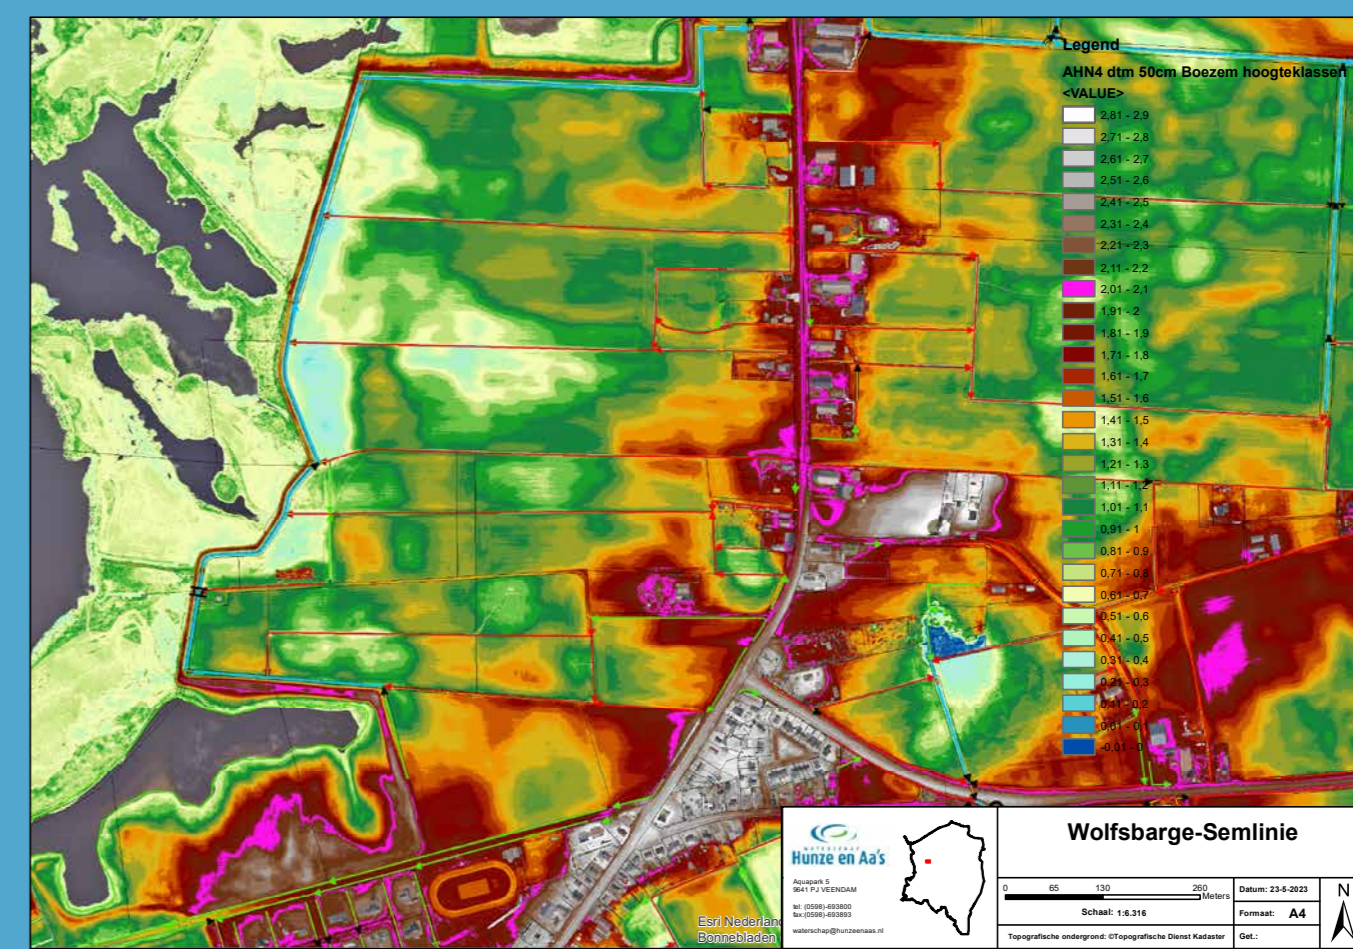 Legend
AHN4 dtm 50cm Boezem hoogteklassen
<VALUE>
2,81 - 2,9
2,71 - 2,8
2,61 - 2,7
2,51 - 2,6
2,41 - 2,5
2,31 - 2,4
2,21 - 2,3
2,11 - 2,2
2,01 - 2,1
1,91 - 2
1,81 - 1,9
1,71 - 1,8
1,61 - 1,7
1,51 - 1,6
1,41 - 1,5
1,31 - 1,4
1,21 - 1,3
1,11 - 1,2
1,01 - 1,1
0,91 - 1
0,81 - 0,9
0,71 - 0,8
0,61 - 0,7
0,51 - 0,6
0,41 - 0,5
0,31 - 0,4
0,21 - 0,3
0,11 - 0,2
0,01 - 0,1
-0,01 - 0
Esri Nederland
Bonnebladen
WATERSCHAP
Hunze en Aa's
Aquapark 5
9641 PJ VEENDAM
tel: (0598)-693800
fax:(0598)-693893
waterschap@hunzeenaas.nl
Wolfsbarge-Semlinie
0 65 130 260
Meters
Schaal: 1:6.316
Topografische ondergrond: ©Topografische Dienst Kadaster
Datum: 23-5-2023
Formaat: A4
Get.:
N